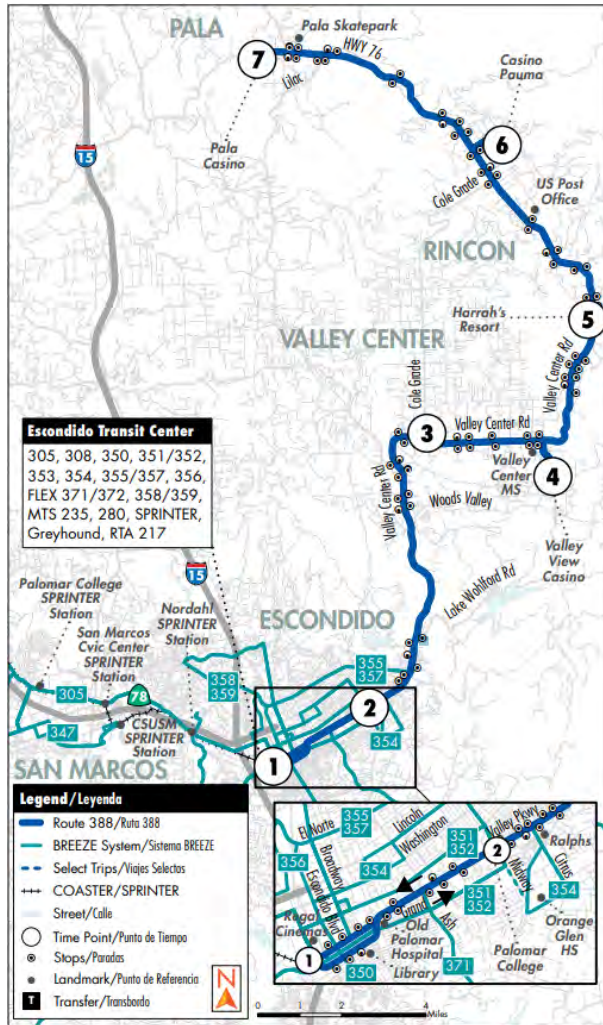 PALA
Pala Skatepark
7
HWY 76
Lilac
Casino
Pauma
Pala
Casino
15
6
Cole Grade
US Post
Office
RINCON
Harrah's
Resort
5
VALLEY CENTER
Valley Center Rd
Cole Grade
Escondido Transit Center
305, 308, 350, 351/352,
353, 354, 355/357, 356,
FLEX 371/372, 358/359,
MTS 235, 280, SPRINTER,
Greyhound, RTA 217
3
Valley Center Rd
Valley
Center
MS
4
Valley Center Rd
Woods Valley
Valley
View
Casino
15
Lake Wohlford Rd
Palomar College
SPRINTER
Station
Nordahl
SPRINTER
Station
ESCONDIDO
San Marcos
Cvic Center
SPRINTER
Station
355
357
358
359
305
78
2
347
CSUSM
SPRINTER
Station
354
1
SAN MARCOS
Legend/Leyenda
Route 388/Ruta 388
BREEZE System/Sistema BREEZE
Select Trips/Viajes Selectos
COASTER/SPRINTER
Street/Calle
Time Point/Punto de Tiempo
Stops/Paradas
Landmark/Punto de Referencia
T
Transfer/Transbordo
N
355
357
El Norte
Lincoln
Washington
Valley Pkwy
351
352
2
Ralphs
356
Broadway
354
Midway
Citrus
354
Escondido Blvd
Grand
351
352
Regal
Cinemas
Old
Palomar
Hospital
Ash
Orange
Glen
HS
1
350
Library
371
Palomar
College
0 2 4
Miles